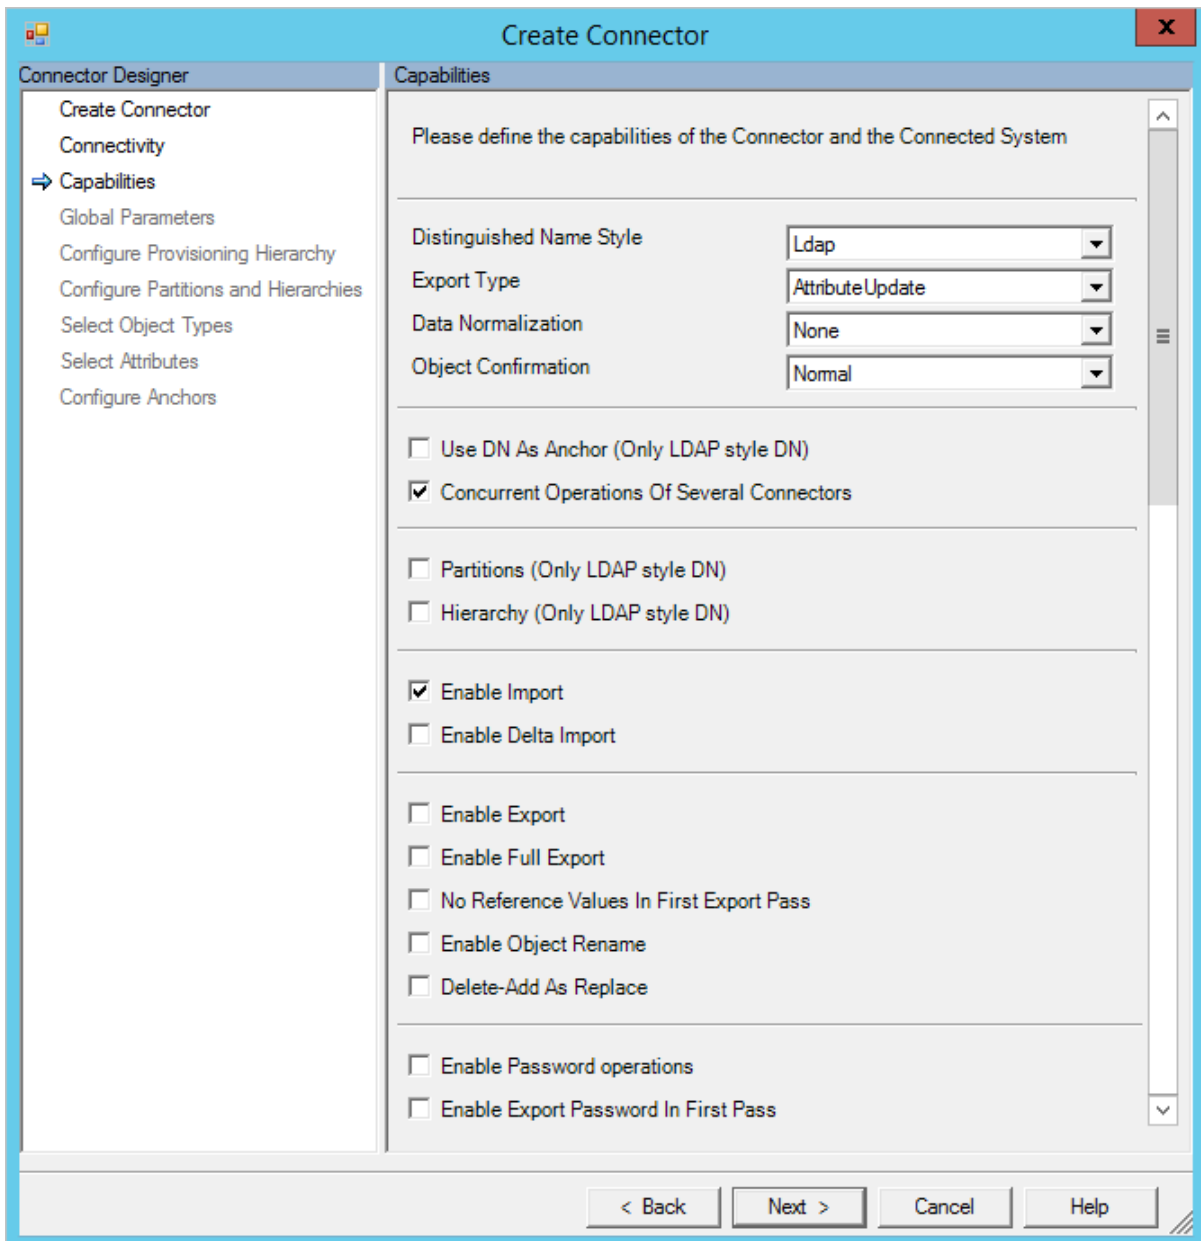 Create Connector
x
Connector Designer
Create Connector
Connectivity
Capabilities
Global Parameters
Configure Provisioning Hierarchy
Configure Partitions and Hierarchies
Select Object Types
Select Attributes
Configure Anchors
Capabilities
Please define the capabilities of the Connector and the Connected System
Distinguished Name Style Ldap
Export Type AttributeUpdate
Data Normalization None
Object Confirmation Normal
Use DN As Anchor (Only LDAP style DN)
Concurrent Operations Of Several Connectors
Partitions (Only LDAP style DN)
Hierarchy (Only LDAP style DN)
Enable Import
Enable Delta Import
Enable Export
Enable Full Export
No Reference Values In First Export Pass
Enable Object Rename
Delete-Add As Replace
Enable Password operations
Enable Export Password In First Pass
< Back Next > Cancel Help